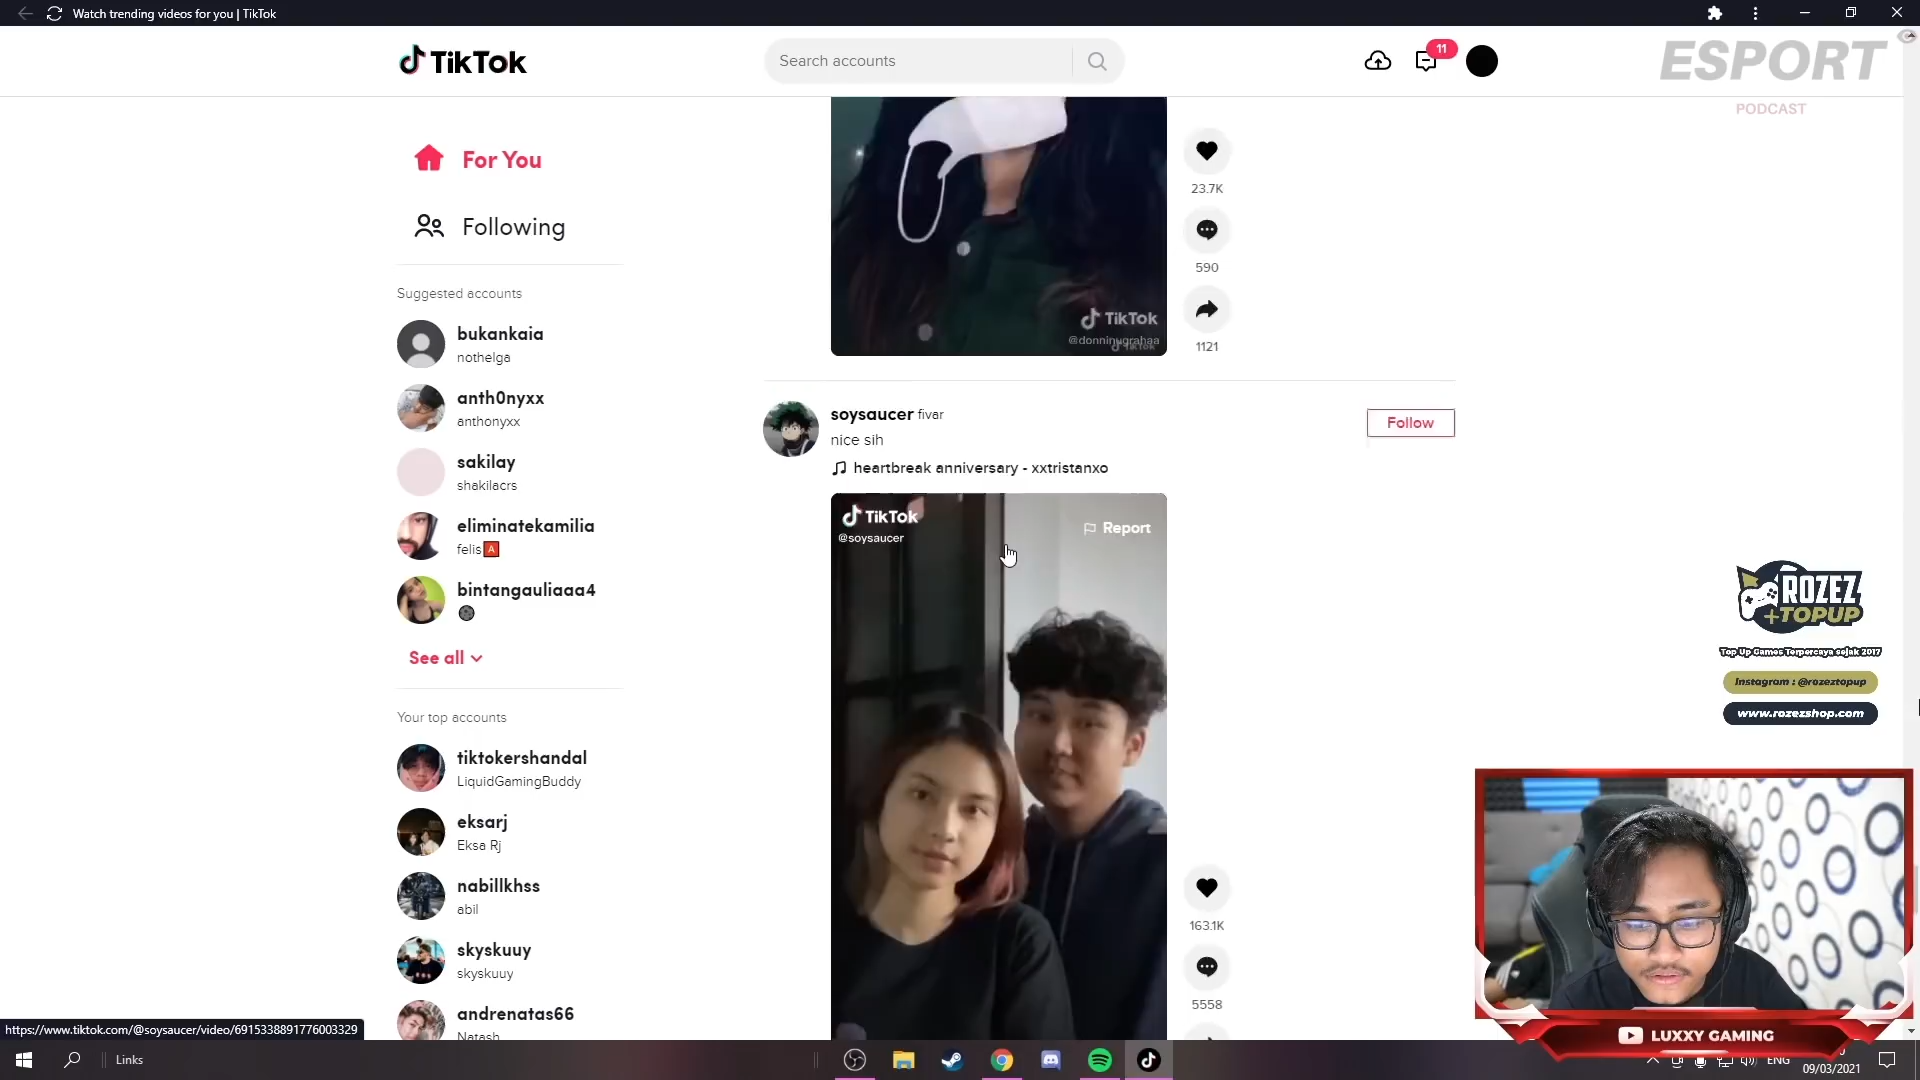 Watch trending videos for you | TikTok
TikTok
Search accounts
11
ESPORT
PODCAST
For You
Following
Suggested accounts
bukankaia
nothelga
anth0nyxx
anthonyxx
sakilay
shakilacrs
eliminatekamilia
felis A
bintangauliaaa4
See all
Your top accounts
tiktokershandal
LiquidGamingBuddy
eksarj
Eksa Rj
nabillkhss
abil
skyskuuy
skyskuuy
andrenatas66
Natash
23.7K
590
1121
TikTok
@donninugrahaa
TikTok
soysaucer fivar
Follow
nice sih
heartbreak anniversary - xxtristanxo
TikTok
@soysaucer
Report
163.1K
5558
ROZEZ
+TOPUP
Top Up Games Terpercaya sejak 2017
Instagram : @rozeztopup
www.rozezshop.com
LUXXY GAMING
https://www.tiktok.com/@soysaucer/video/6915338891776003329
Links
ENG
09/03/2021